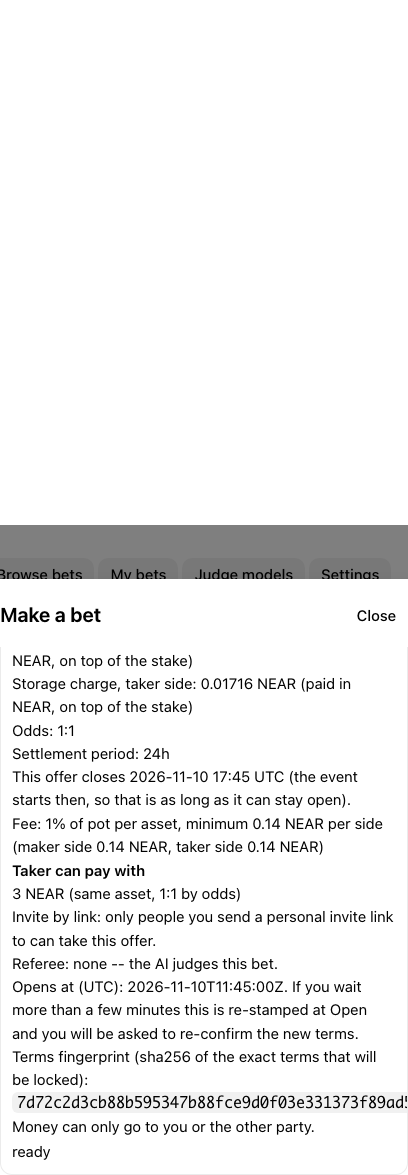 Browse bets My bets Judge models Settings
Make a bet Close
NEAR, on top of the stake)
Storage charge, taker side: 0.01716 NEAR (paid in
NEAR, on top of the stake)
Odds: 1:1
Settlement period: 24h
This offer closes 2026-11-10 17:45 UTC (the event
starts then, so that is as long as it can stay open).
Fee: 1% of pot per asset, minimum 0.14 NEAR per side
(maker side 0.14 NEAR, taker side 0.14 NEAR)
Taker can pay with
3 NEAR (same asset, 1:1 by odds)
Invite by link: only people you send a personal invite link
to can take this offer.
Referee: none -- the AI judges this bet.
Opens at (UTC): 2026-11-10T11:45:00Z. If you wait
more than a few minutes this is re-stamped at Open
and you will be asked to re-confirm the new terms.
Terms fingerprint (sha256 of the exact terms that will
be locked):
7d72c2d3cb88b595347b88fce9d0f03e331373f89ad5
Money can only go to you or the other party.
ready